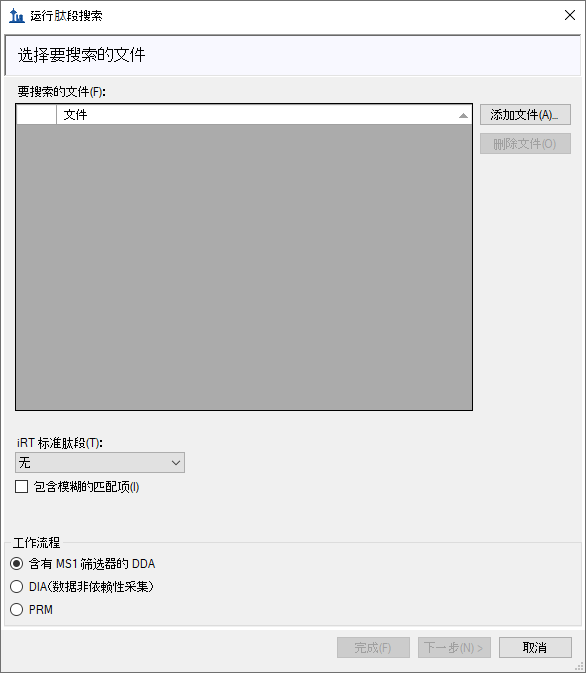 运行肽段搜索
选择要搜索的文件
要搜索的文件(F):
文件
添加文件(A)...
删除文件(O)
iRT 标准肽段(T):
无
包含模糊的匹配项(I)
工作流程
含有 MS1 筛选器的 DDA
DIA(数据非依赖性采集)
PRM
完成(F)
下一步(N) >
取消